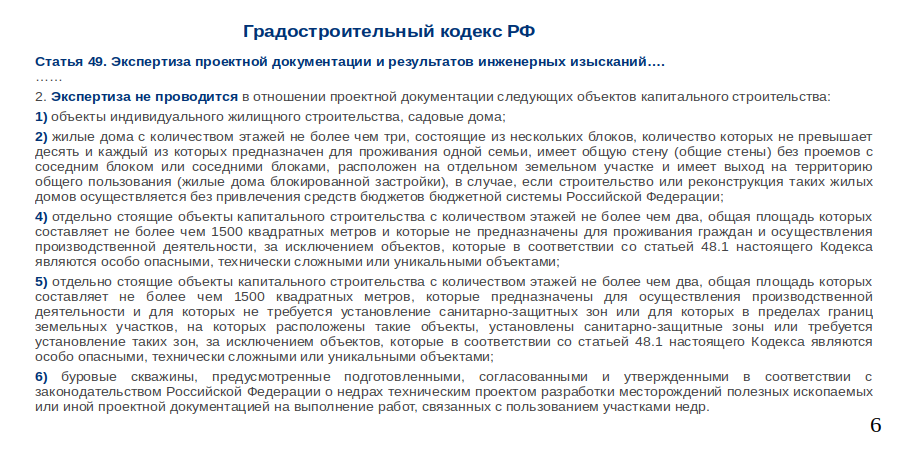 Градостроительный кодекс РФ
Статья 49. Экспертиза проектной документации и результатов инженерных изысканий….
……
2. Экспертиза не проводится в отношении проектной документации следующих объектов капитального строительства:
1) объекты индивидуального жилищного строительства, садовые дома;
2) жилые дома с количеством этажей не более чем три, состоящие из нескольких блоков, количество которых не превышает
десять и каждый из которых предназначен для проживания одной семьи, имеет общую стену (общие стены) без проемов с
соседним блоком или соседними блоками, расположен на отдельном земельном участке и имеет выход на территорию
общего пользования (жилые дома блокированной застройки), в случае, если строительство или реконструкция таких жилых
домов осуществляется без привлечения средств бюджетов бюджетной системы Российской Федерации;
4) отдельно стоящие объекты капитального строительства с количеством этажей не более чем два, общая площадь которых
составляет не более чем 1500 квадратных метров и которые не предназначены для проживания граждан и осуществления
производственной деятельности, за исключением объектов, которые в соответствии со статьей 48.1 настоящего Кодекса
являются особо опасными, технически сложными или уникальными объектами;
5) отдельно стоящие объекты капитального строительства с количеством этажей не более чем два, общая площадь которых
составляет не более чем 1500 квадратных метров, которые предназначены для осуществления производственной
деятельности и для которых не требуется установление санитарно-защитных зон или для которых в пределах границ
земельных участков, на которых расположены такие объекты, установлены санитарно-защитные зоны или требуется
установление таких зон, за исключением объектов, которые в соответствии со статьей 48.1 настоящего Кодекса являются
особо опасными, технически сложными или уникальными объектами;
6) буровые скважины, предусмотренные подготовленными, согласованными и утвержденными в соответствии с
законодательством Российской Федерации о недрах техническим проектом разработки месторождений полезных ископаемых
или иной проектной документацией на выполнение работ, связанных с пользованием участками недр.
6